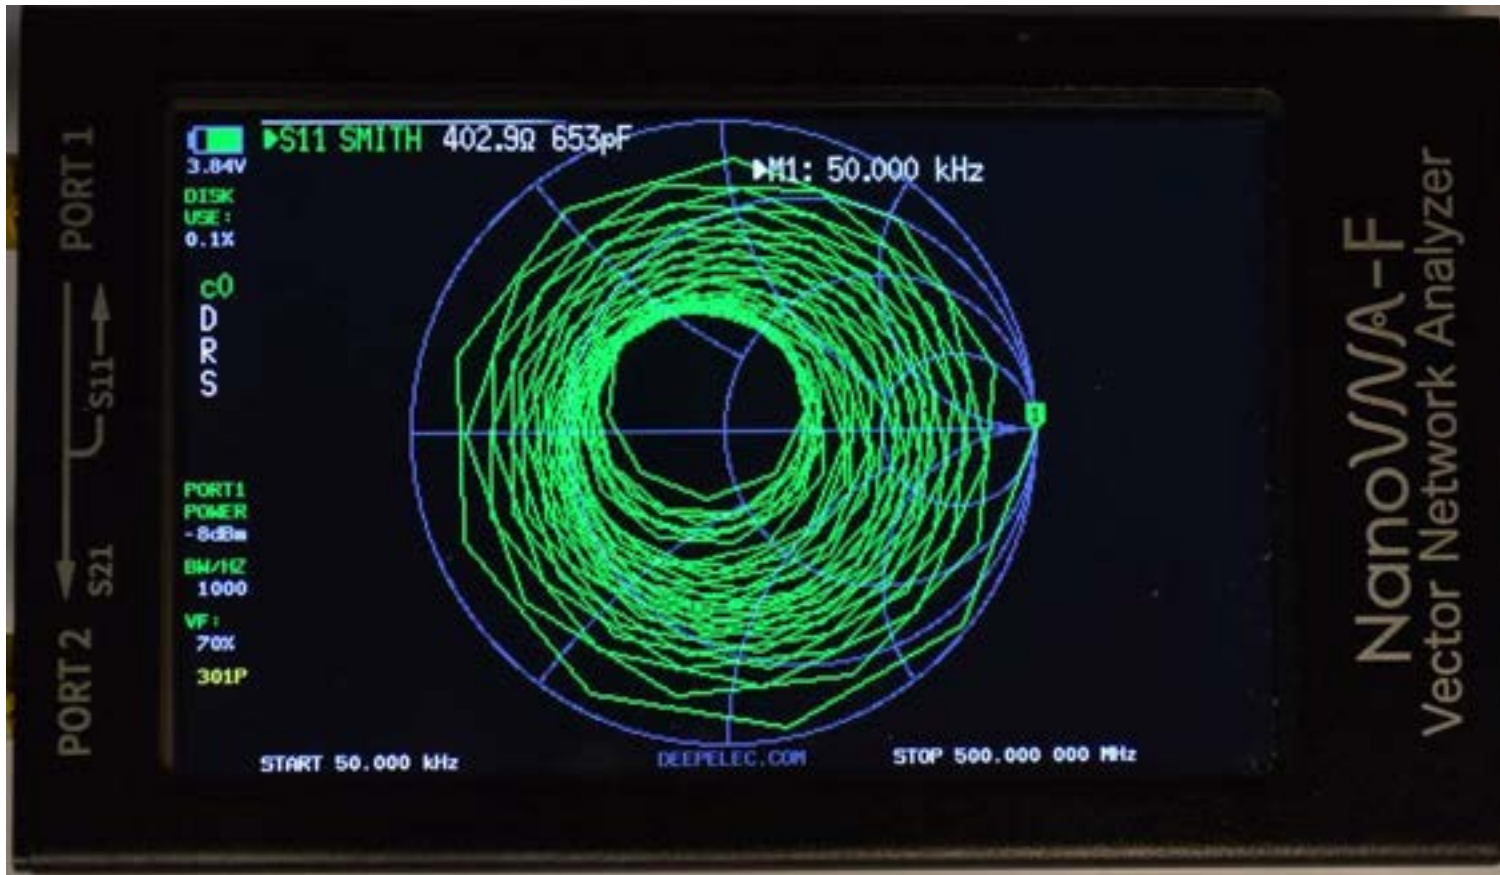 PORT 1
S11
S21
PORT 2
3.84V
DISK
USE:
0.1%
c0
D
R
S
PORT1
POWER
-8dBm
BW/HZ
1000
VF:
70%
301P
▶S11 SMITH 402.9Ω 653pF
▶M1: 50.000 kHz
1
START 50.000 kHz
DEEPELEC.COM
STOP 500.000 000 MHz
NanoVNA-F
Vector Network Analyzer